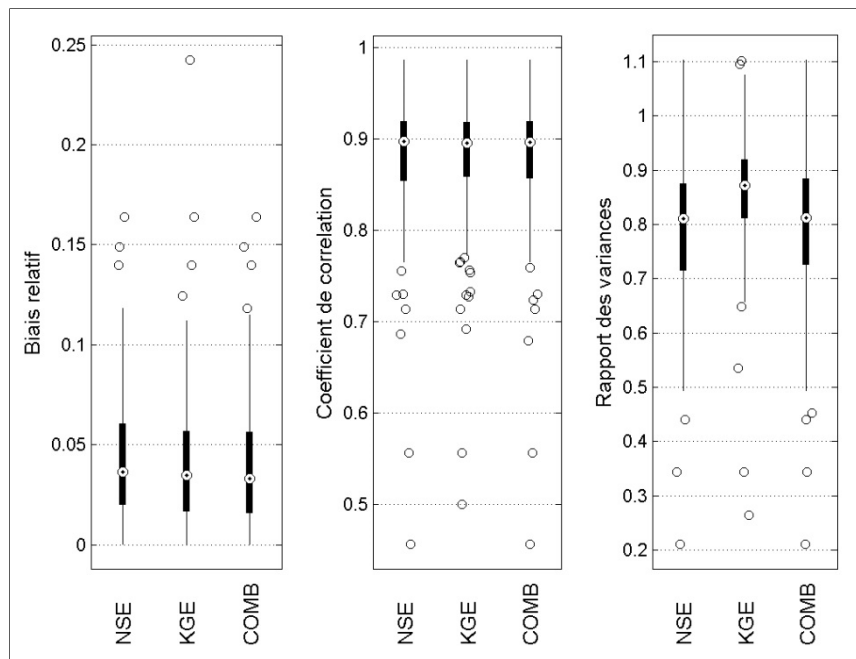 Biais relatif
0.25
0.2
0.15
0.1
0.05
0
NSE
KGE
COMB
Coefficient de correlation
1
0.9
0.8
0.7
0.6
0.5
NSE
KGE
COMB
Rapport des variances
1.1
1
0.9
0.8
0.7
0.6
0.5
0.4
0.3
0.2
NSE
KGE
COMB